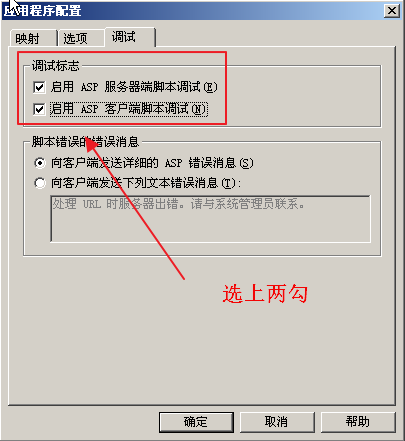 应用程序配置
映射 选项 调试
调试标志
启用 ASP 服务器端脚本调试(E)
启用 ASP 客户端脚本调试(N)
脚本错误的错误消息
向客户端发送详细的 ASP 错误消息(S)
向客户端发送下列文本错误消息(T):
处理 URL 时服务器出错。请与系统管理员联系。
选上两勾
确定 取消 帮助